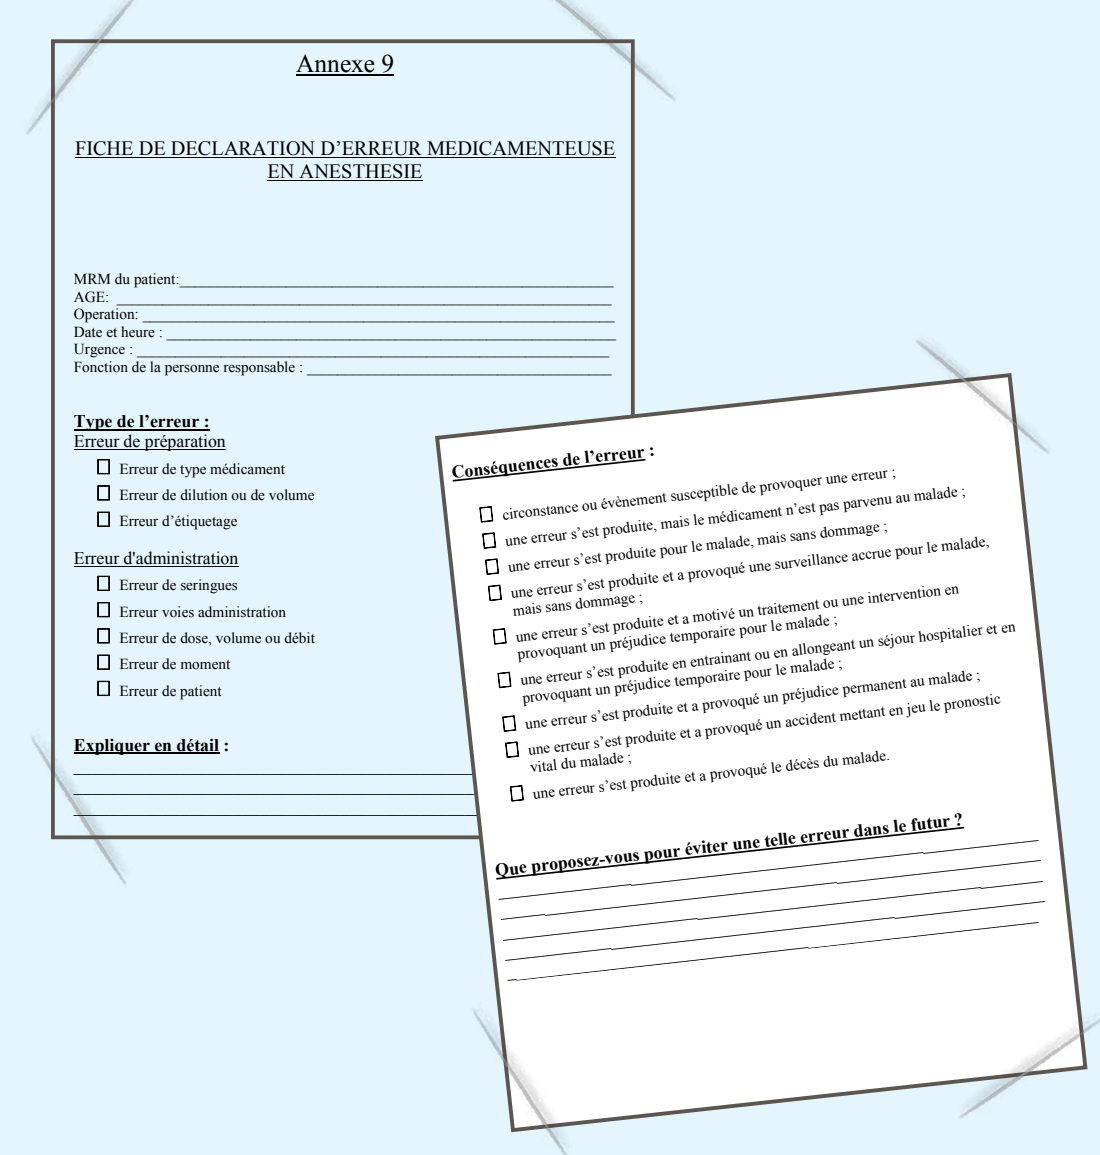 Annexe 9
FICHE DE DECLARATION D'ERREUR MEDICAMENTEUSE
EN ANESTHESIE
MRM du patient:
AGE:
Operation:
Date et heure :
Urgence :
Fonction de la personne responsable :
Type de l'erreur :
Erreur de préparation
Erreur de type médicament
Erreur de dilution ou de volume
Erreur d'étiquetage
Erreur d'administration
Erreur de seringues
Erreur voies administration
Erreur de dose, volume ou débit
Erreur de moment
Erreur de patient
Expliquer en détail :
Conséquences de l'erreur :
circonstance ou évènement susceptible de provoquer une erreur ;
une erreur s'est produite, mais le médicament n'est pas parvenu au malade ;
une erreur s'est produite pour le malade, mais sans dommage ;
une erreur s'est produite et a provoqué une surveillance accrue pour le malade,
mais sans dommage ;
une erreur s'est produite et a motivé un traitement ou une intervention en
provoquant un préjudice temporaire pour le malade ;
une erreur s'est produite en entrainant ou en allongeant un séjour hospitalier et en
provoquant un préjudice temporaire pour le malade ;
une erreur s'est produite et a provoqué un préjudice permanent au malade ;
une erreur s'est produite et a provoqué un accident mettant en jeu le pronostic
vital du malade ;
une erreur s'est produite et a provoqué le décès du malade.
Que proposez-vous pour éviter une telle erreur dans le futur ?